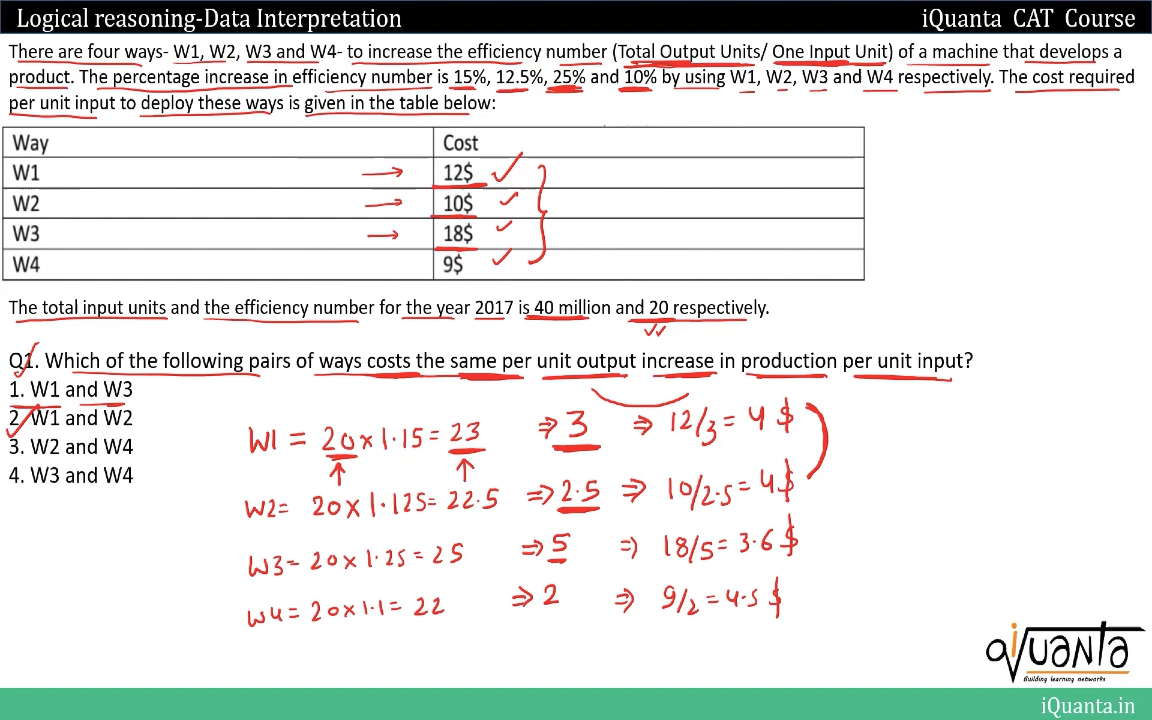 Logical reasoning-Data Interpretation iQuanta CAT Course
There are four ways- W1, W2, W3 and W4- to increase the efficiency number (Total Output Units/ One Input Unit) of a machine that develops a
product. The percentage increase in efficiency number is 15%, 12.5%, 25% and 10% by using W1, W2, W3 and W4 respectively. The cost required
per unit input to deploy these ways is given in the table below:
Way Cost
W1 → 12$ ✓
W2 → 10$ ✓
W3 → 18$ ✓
W4 9$ ✓
The total input units and the efficiency number for the year 2017 is 40 million and 20 respectively.
Q1. Which of the following pairs of ways costs the same per unit output increase in production per unit input?
1. W1 and W3
2. W1 and W2
3. W2 and W4
4. W3 and W4
W1 = 20 x 1.15 = 23 ⇒ 3 ⇒ 12/3 = 4 $
W2 = 20 x 1.125 = 22.5 ⇒ 2.5 ⇒ 10/2.5 = 4$
W3 = 20 x 1.25 = 25 ⇒ 5 ⇒ 18/5 = 3.6 $
W4 = 20 x 1.1 = 22 ⇒ 2 ⇒ 9/2 = 4.5 $
iQuanta
Building learning networks
iQuanta.in